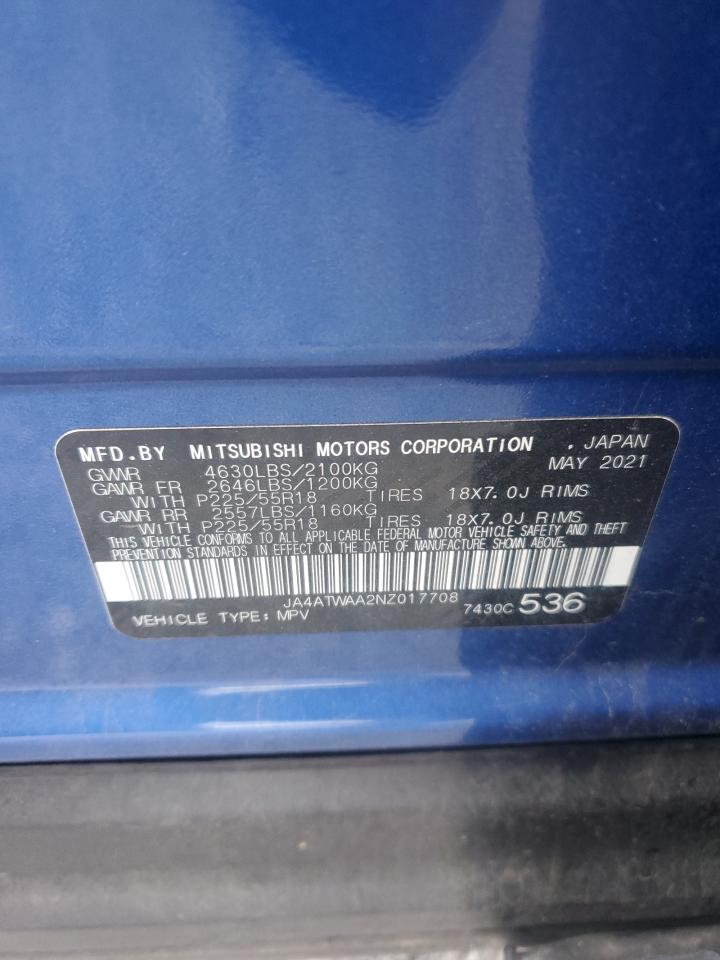 MFD.BY MITSUBISHI MOTORS CORPORATION . JAPAN
GVWR 4630LBS/2100KG MAY 2021
GAWR FR 2646LBS/1200KG
WITH P225/55R18 TIRES 18X7.0J RIMS
GAWR RR 2557LBS/1160KG
WITH P225/55R18 TIRES 18X7.0J RIMS
THIS VEHICLE CONFORMS TO ALL APPLICABLE FEDERAL MOTOR VEHICLE SAFETY AND THEFT
PREVENTION STANDARDS IN EFFECT ON THE DATE OF MANUFACTURE SHOWN ABOVE.
JA4ATWAA2NZ017708
VEHICLE TYPE: MPV 7430C 536